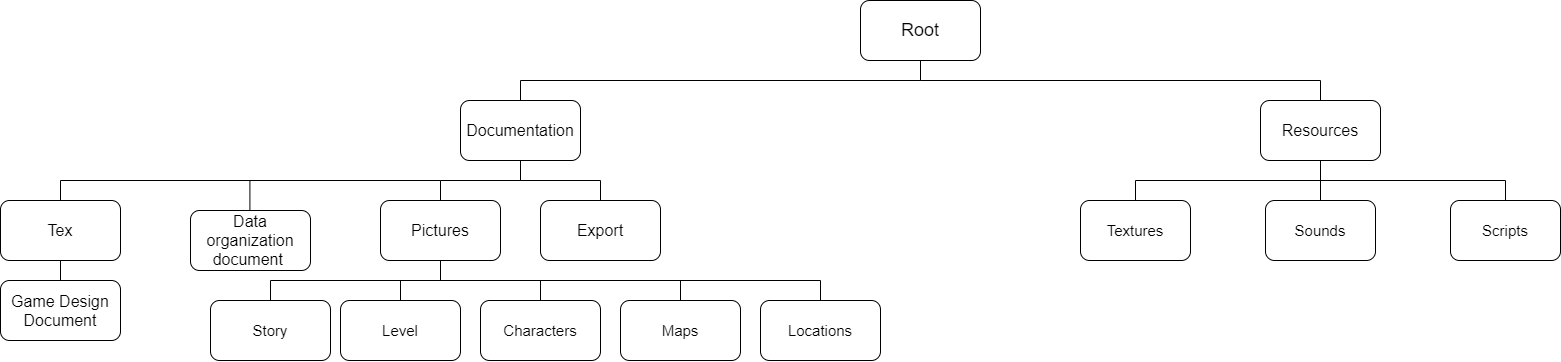 Root
Documentation
Resources
Tex
Data
organization
document
Pictures
Export
Textures
Sounds
Scripts
Game Design
Document
Story
Level
Characters
Maps
Locations